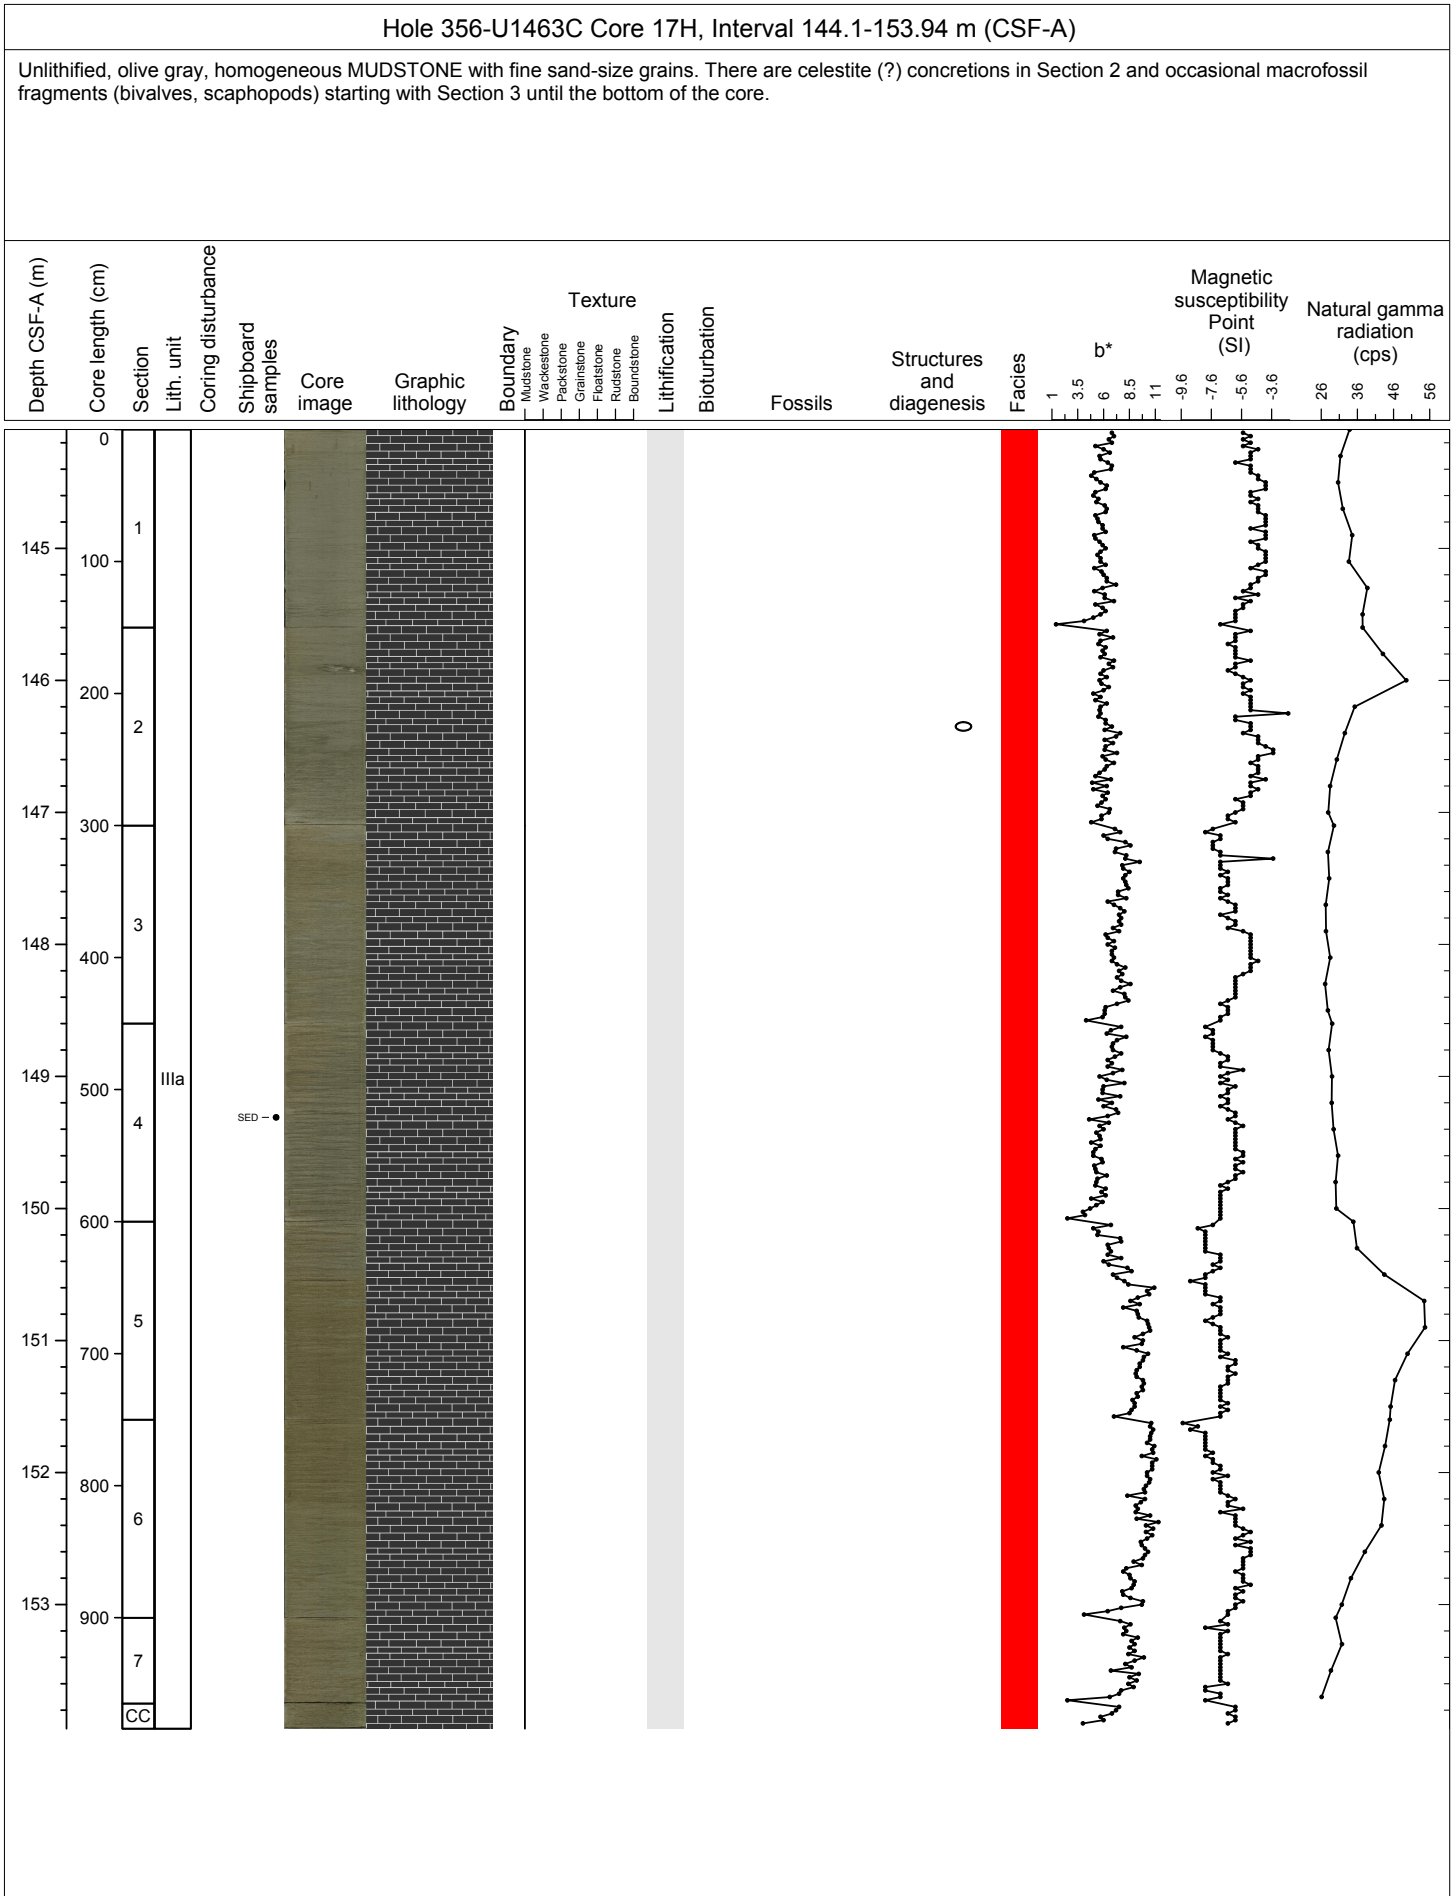 Hole 356-U1463C Core 17H, Interval 144.1-153.94 m (CSF-A)
Unlithified, olive gray, homogeneous MUDSTONE with fine sand-size grains. There are celestite (?) concretions in Section 2 and occasional macrofossil
fragments (bivalves, scaphopods) starting with Section 3 until the bottom of the core.
Depth CSF-A (m)
Core length (cm)
Section
Lith. unit
Coring disturbance
Shipboard
samples
Core
image
Graphic
lithology
Boundary
Texture
Mudstone
Wackestone
Packstone
Grainstone
Floatstone
Rudstone
Boundstone
Lithification
Bioturbation
Fossils
Structures
and
diagenesis
Facies
b*
1
3.5
6
8.5
11
Magnetic
susceptibility
Point
(SI)
-9.6
-7.6
-5.6
-3.6
Natural gamma
radiation
(cps)
26
36
46
56
145
146
147
148
149
150
151
152
153
0
100
200
300
400
500
600
700
800
900
1
2
3
4
5
6
7
CC
IIIa
SED